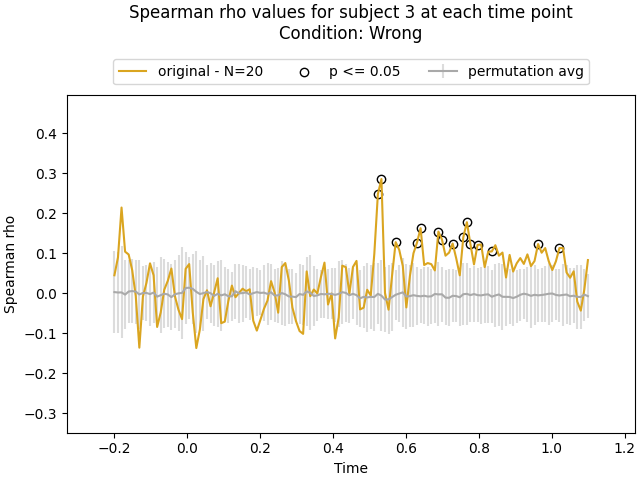 Spearman rho values for subject 3 at each time point
Condition: Wrong
original - N=20
p <= 0.05
permutation avg
Spearman rho
0.4
0.3
0.2
0.1
0.0
−0.1
−0.2
−0.3
−0.2
0.0
0.2
0.4
0.6
0.8
1.0
1.2
Time